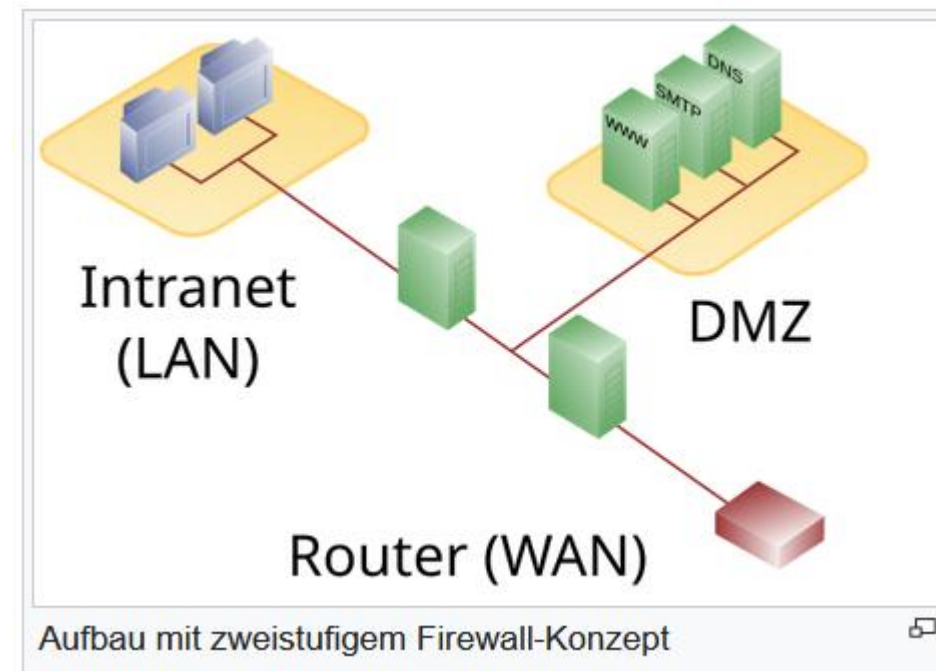 WWW
SMTP
DNS
Intranet
(LAN)
DMZ
Router (WAN)
Aufbau mit zweistufigem Firewall-Konzept